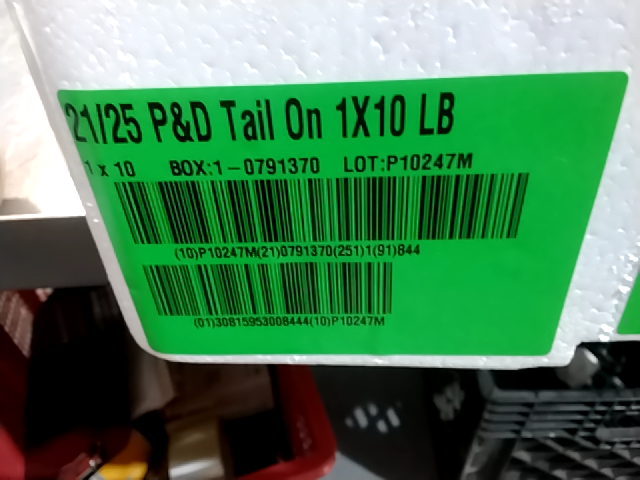 21/25 P&D Tail On 1X10 LB
1 x 10 BOX:1-0791370 LOT:P10247M
(10)P10247M(21)0791370(251)1(91)844
(01)30815953008444(10)P10247M